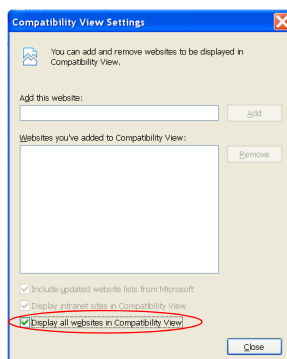 Compatibility View Settings
You can add and remove websites to be displayed in
Compatibility View.
Add this website:
Add
Websites you've added to Compatibility View:
Remove
Include updated website lists from Microsoft
Display intranet sites in Compatibility View
Display all websites in Compatibility View
Close